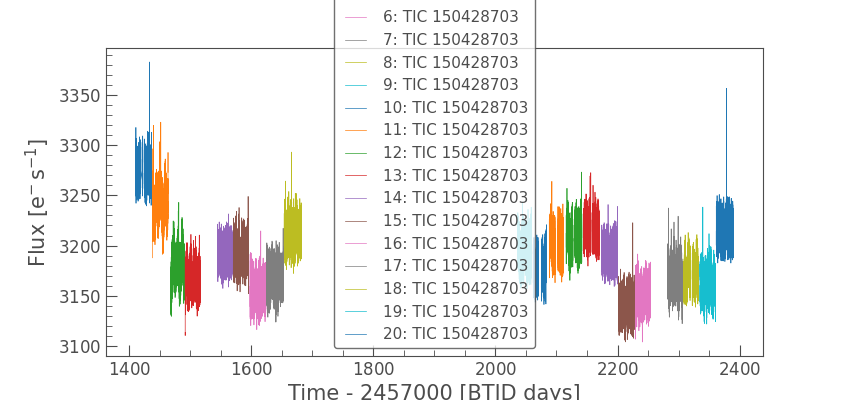 6: TIC 150428703
7: TIC 150428703
8: TIC 150428703
9: TIC 150428703
10: TIC 150428703
11: TIC 150428703
12: TIC 150428703
13: TIC 150428703
14: TIC 150428703
15: TIC 150428703
16: TIC 150428703
17: TIC 150428703
18: TIC 150428703
19: TIC 150428703
20: TIC 150428703
3350
3300
3250
3200
3150
3100
Flux [e⁻ s⁻¹]
1400 1600 1800 2000 2200 2400
Time - 2457000 [BTJD days]